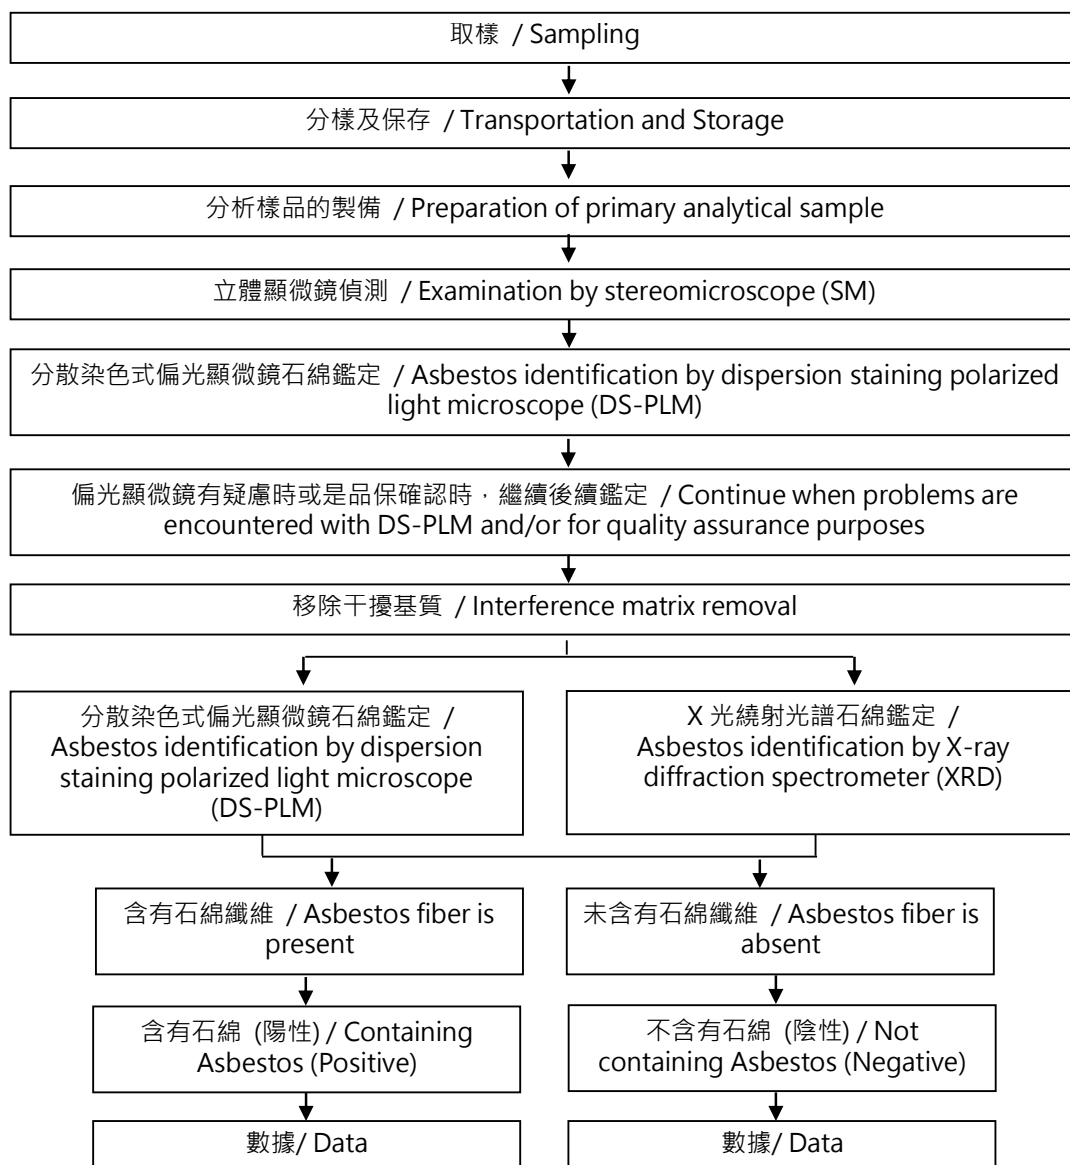 取樣 / Sampling
分樣及保存 / Transportation and Storage
分析樣品的製備 / Preparation of primary analytical sample
立體顯微鏡偵測 / Examination by stereomicroscope (SM)
分散染色式偏光顯微鏡石綿鑑定 / Asbestos identification by dispersion staining polarized
light microscope (DS-PLM)
偏光顯微鏡有疑慮時或是品保確認時，繼續後續鑑定 / Continue when problems are
encountered with DS-PLM and/or for quality assurance purposes
移除干擾基質 / Interference matrix removal
分散染色式偏光顯微鏡石綿鑑定 /
Asbestos identification by dispersion
staining polarized light microscope
(DS-PLM)
X 光繞射光譜石綿鑑定 /
Asbestos identification by X-ray
diffraction spectrometer (XRD)
含有石綿纖維 / Asbestos fiber is
present
未含有石綿纖維 / Asbestos fiber is
absent
含有石綿 (陽性) / Containing
Asbestos (Positive)
不含有石綿 (陰性) / Not
containing Asbestos (Negative)
數據/ Data
數據/ Data